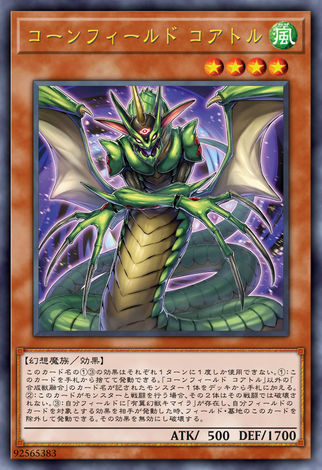 コーンフィールド コアトル
風
[幻想魔族/効果]
このカード名の①③の効果はそれぞれ1ターンに1度しか使用できない。①:こ
のカードを手札から捨てて発動できる。「コーンフィールド コアトル」以外の「
合成獣融合」のカード名が記されたモンスター1体をデッキから手札に加える。
②:このカードがモンスターと戦闘を行う場合、その2体はその戦闘では破壊さ
れない。③:自分フィールドに「有翼幻獣キマイラ」が存在し、自分フィールドの
カードを対象とする効果を相手が発動した時、フィールド・墓地のこのカードを
除外して発動できる。その効果を無効にし破壊する。
ATK/ 500 DEF/1700
92565383